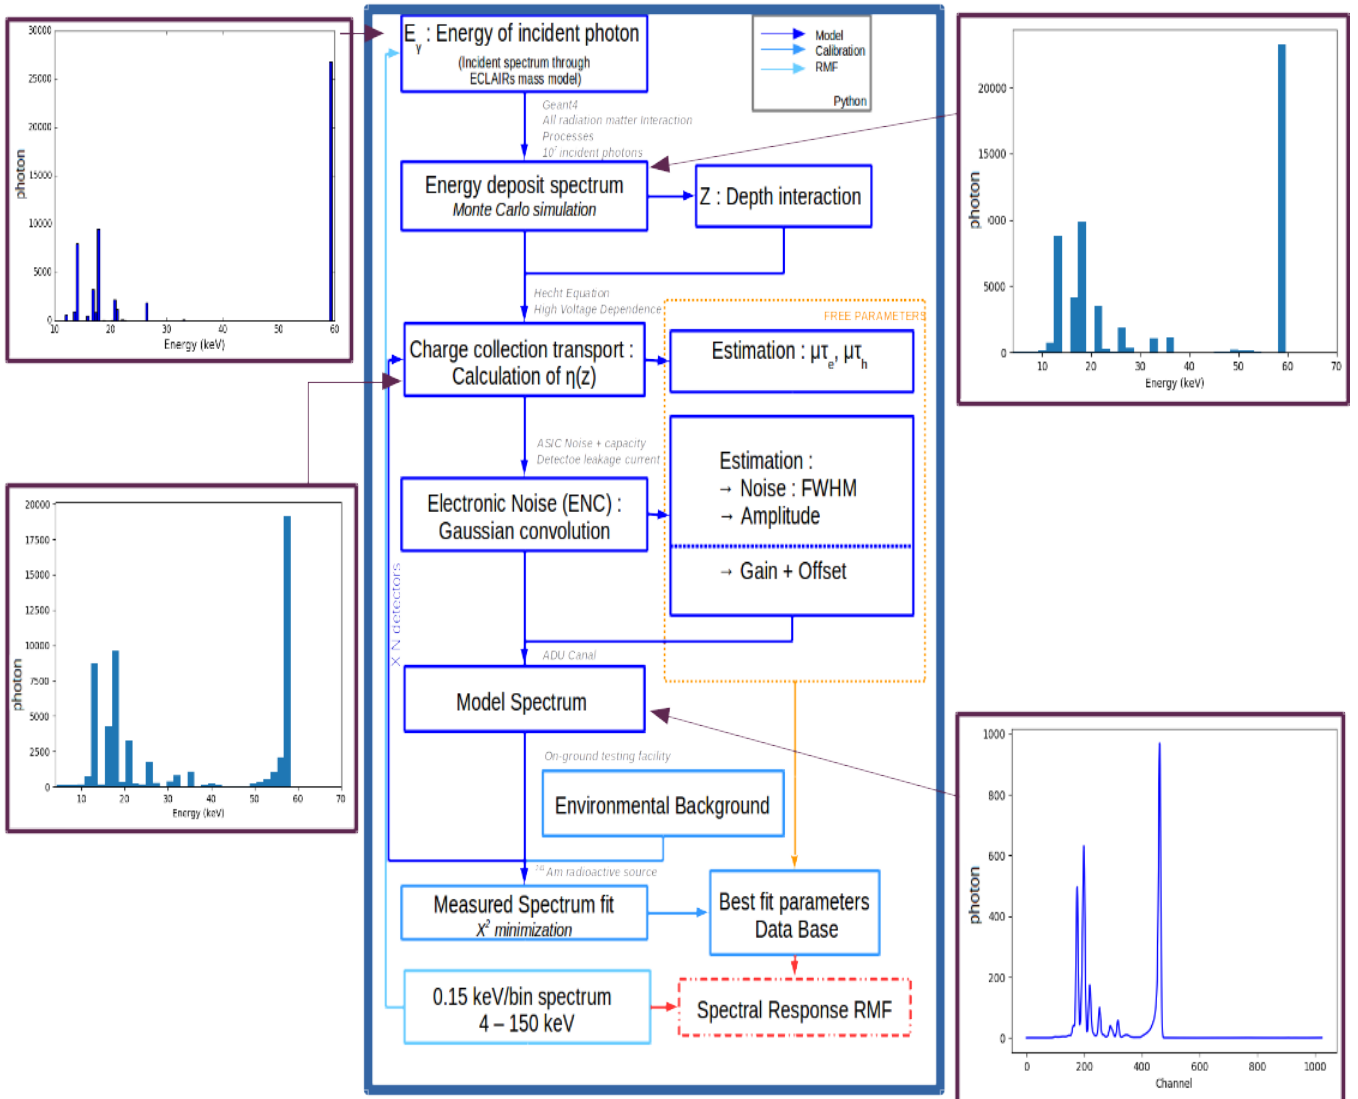 E_γ : Energy of incident photon
(Incident spectrum through
ECLAIRs mass model)
Model
Calibration
RMF
Python
Geant4
All radiation matter Interaction
Processes
10^7 incident photons
Energy deposit spectrum
Monte Carlo simulation
Z : Depth interaction
Hecht Equation
High Voltage Dependence
FREE PARAMETERS
Charge collection transport :
Calculation of η(z)
Estimation : μτ_e, μτ_h
ASIC Noise + capacity
Detectoe leakage current
Electronic Noise (ENC) :
Gaussian convolution
Estimation :
→ Noise : FWHM
→ Amplitude
→ Gain + Offset
X N detectors
ADU Canal
Model Spectrum
On-ground testing facility
Environmental Background
Am radioactive source
Measured Spectrum fit
X² minimization
Best fit parameters
Data Base
0.15 keV/bin spectrum
4 – 150 keV
Spectral Response RMF
30000
25000
20000
15000
10000
5000
0
photon
10 20 30 40 50 60
Energy (keV)
20000
15000
0000
5000
0
photon
10 20 30 40 50 60 70
Energy (keV)
20000
17500
15000
12500
10000
7500
5000
2500
0
photon
10 20 30 40 50 60 70
Energy (keV)
1000
800
600
400
200
0
photon
0 200 400 600 800 1000
Channel